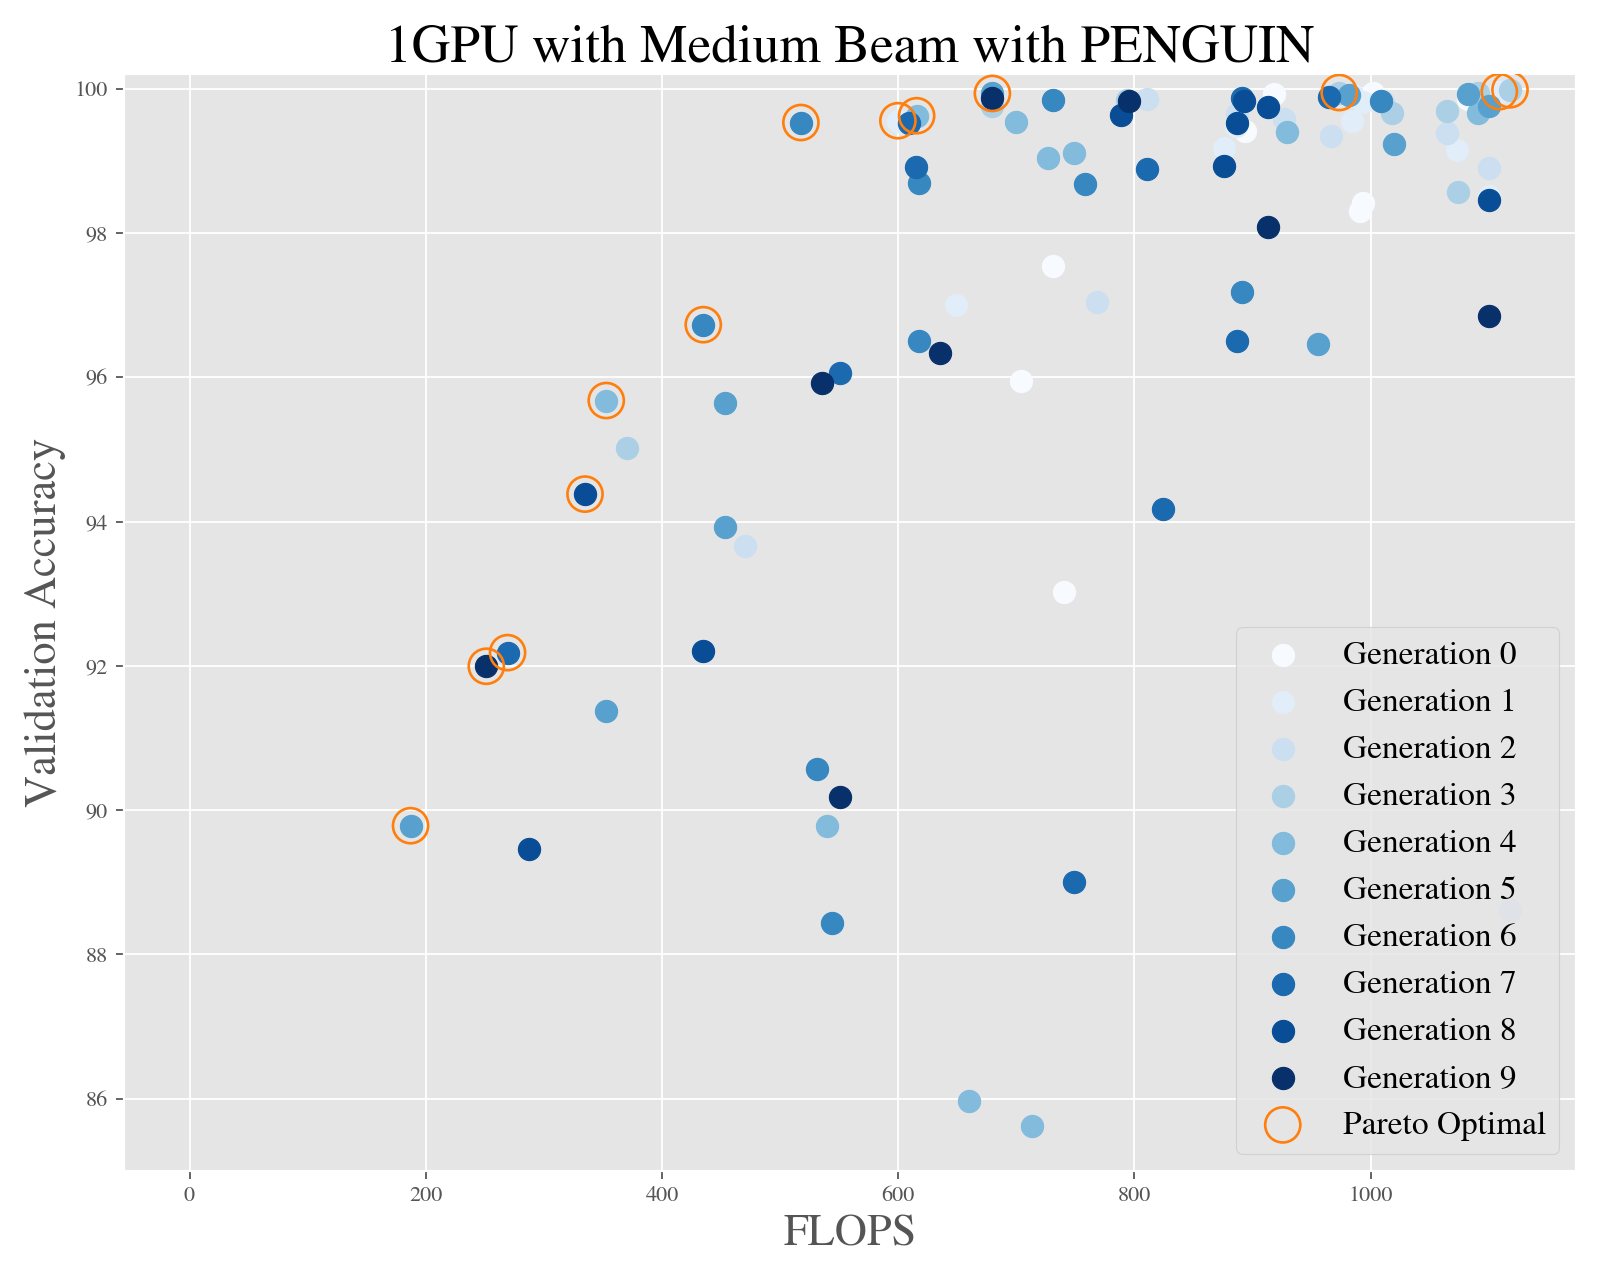 1GPU with Medium Beam with PENGUIN
100
98
96
94
92
90
88
86
Validation Accuracy
0
200
400
600
800
1000
FLOPS
Generation 0
Generation 1
Generation 2
Generation 3
Generation 4
Generation 5
Generation 6
Generation 7
Generation 8
Generation 9
Pareto Optimal